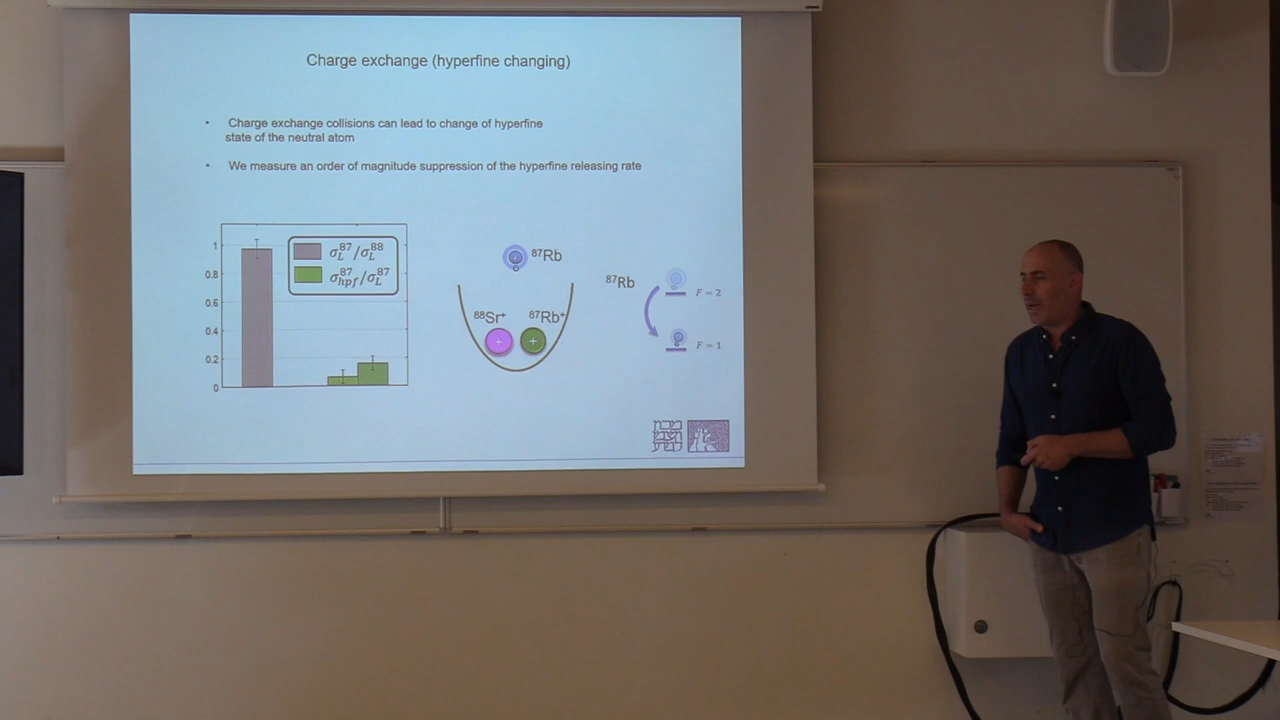 Charge exchange (hyperfine changing)
• Charge exchange collisions can lead to change of hyperfine
state of the neutral atom
• We measure an order of magnitude suppression of the hyperfine releasing rate
1
0.8
0.6
0.4
0.2
0
σ_L^87/σ_L^88
σ_hpf^87/σ_L^87
+ ⁸⁷Rb
⁸⁸Sr⁺ ⁸⁷Rb⁺
+ +
⁸⁷Rb
F = 2
F = 1